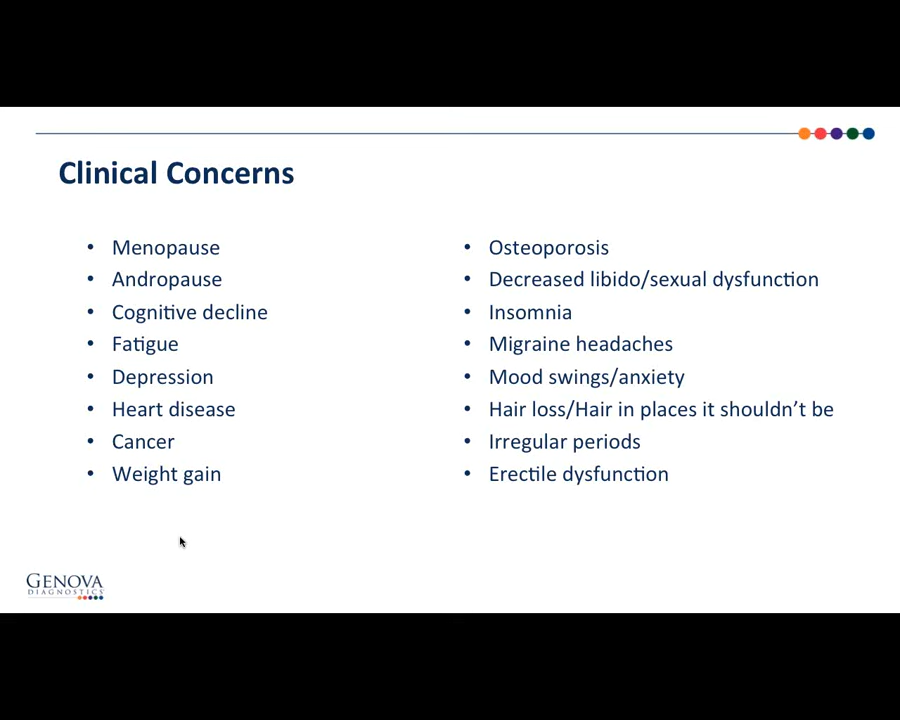 Clinical Concerns
• Menopause
• Andropause
• Cognitive decline
• Fatigue
• Depression
• Heart disease
• Cancer
• Weight gain
• Osteoporosis
• Decreased libido/sexual dysfunction
• Insomnia
• Migraine headaches
• Mood swings/anxiety
• Hair loss/Hair in places it shouldn’t be
• Irregular periods
• Erectile dysfunction
GENOVA
DIAGNOSTICS